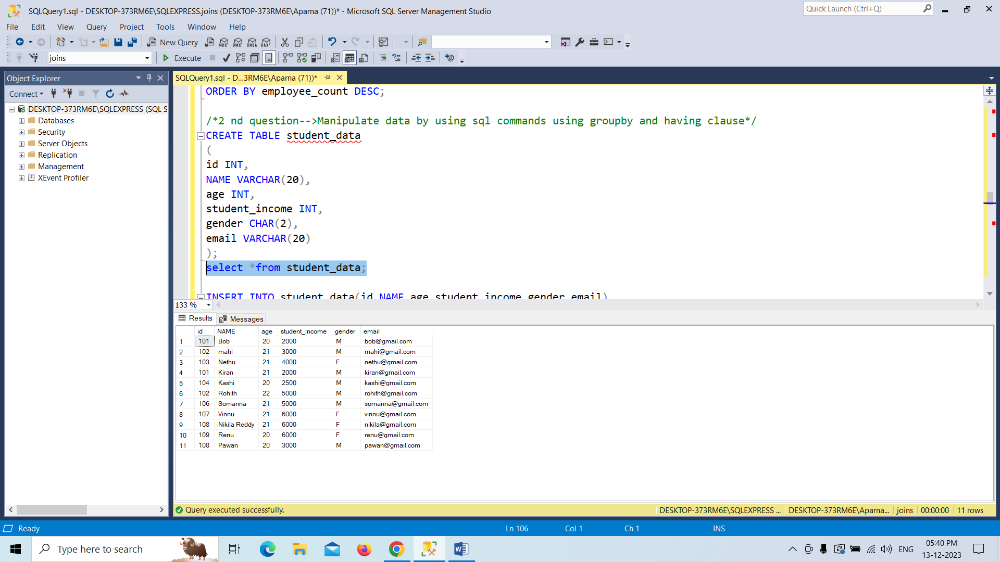 SQLQuery1.sql - DESKTOP-373RM6E\SQLEXPRESS.joins (DESKTOP-373RM6E\Aparna (71))* - Microsoft SQL Server Management Studio
Quick Launch (Ctrl+Q)
File Edit View Query Project Tools Window Help
New Query MDX DMX XMLA DAX
joins Execute
Object Explorer
Connect
DESKTOP-373RM6E\SQLEXPRESS (SQL S
Databases
Security
Server Objects
Replication
Management
XEvent Profiler
SQLQuery1.sql - D...3RM6E\Aparna (71))*
ORDER BY employee_count DESC;
/*2 nd question-->Manipulate data by using sql commands using groupby and having clause*/
CREATE TABLE student_data
(
id INT,
NAME VARCHAR(20),
age INT,
student_income INT,
gender CHAR(2),
email VARCHAR(20)
);
select *from student_data;
INSERT INTO student_data(id,NAME,age,student_income,gender,email)
133 %
Results Messages
id NAME age student_income gender email
1 101 Bob 20 2000 M bob@gmail.com
2 102 mahi 21 3000 M mahi@gmail.com
3 103 Nethu 21 4000 F nethu@gmail.com
4 101 Kiran 21 2000 M kiran@gmail.com
5 104 Kashi 20 2500 M kashi@gmail.com
6 102 Rohith 22 5000 M rohith@gmail.com
7 106 Somanna 21 5000 M somanna@gmail.com
8 107 Vinnu 21 6000 F vinnu@gmail.com
9 108 Nikila Reddy 21 6000 F nikila@gmail.com
10 109 Renu 20 6000 F renu@gmail.com
11 108 Pawan 20 3000 M pawan@gmail.com
Query executed successfully. DESKTOP-373RM6E\SQLEXPRESS ... DESKTOP-373RM6E\Aparna... joins 00:00:00 11 rows
Ready Ln 106 Col 1 Ch 1 INS
Type here to search
ENG
05:40 PM
13-12-2023